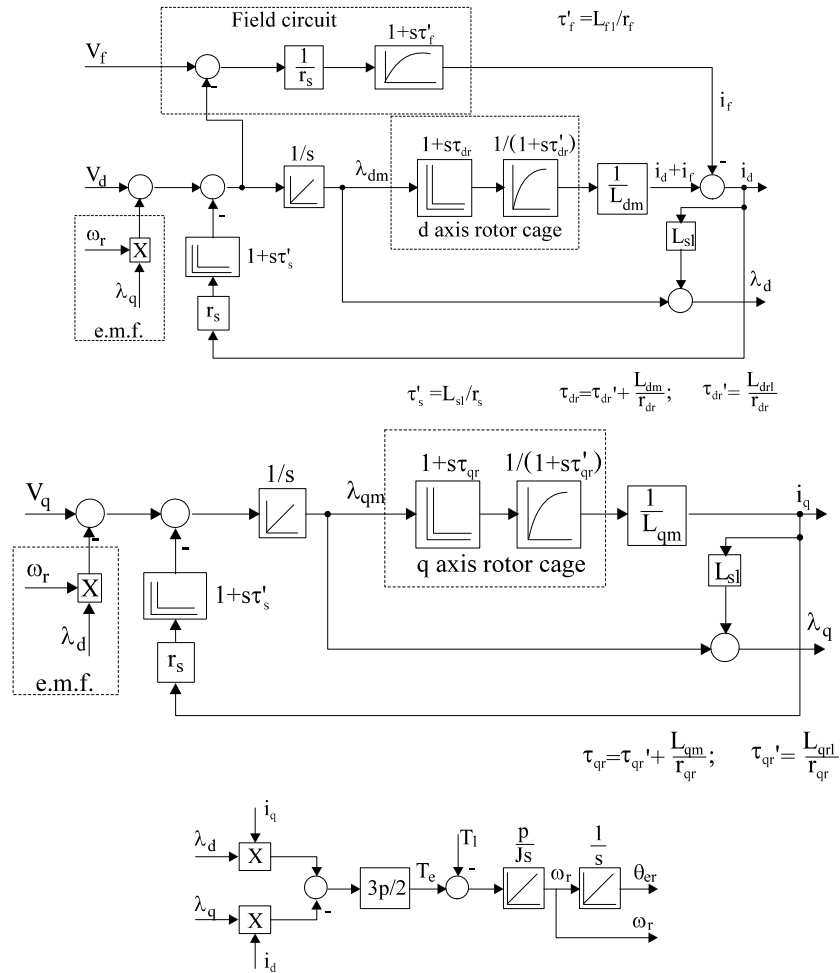 Field circuit
τ'f =Lfl/rf
Vf
-
1/rs
1+sτ'f
if
Vd
-
1/s
λdm
1+sτdr
1/(1+sτ'dr)
d axis rotor cage
1/Ldm
id+if
-
id
ωr
X
λq
e.m.f.
1+sτ's
rs
Lsl
λd
τ's =Lsl/rs
τdr=τdr'+Ldm/rdr; τdr'=Ldrl/rdr
Vq
-
-
1/s
λqm
1+sτqr
1/(1+sτ'qr)
q axis rotor cage
1/Lqm
iq
ωr
X
λd
e.m.f.
1+sτ's
rs
Lsl
λq
τqr=τqr'+Lqm/rqr; τqr'=Lqrl/rqr
iq
λd
X
-
3p/2
Te
Tl
-
p/Js
ωr
1/s
θer
ωr
λq
X
id